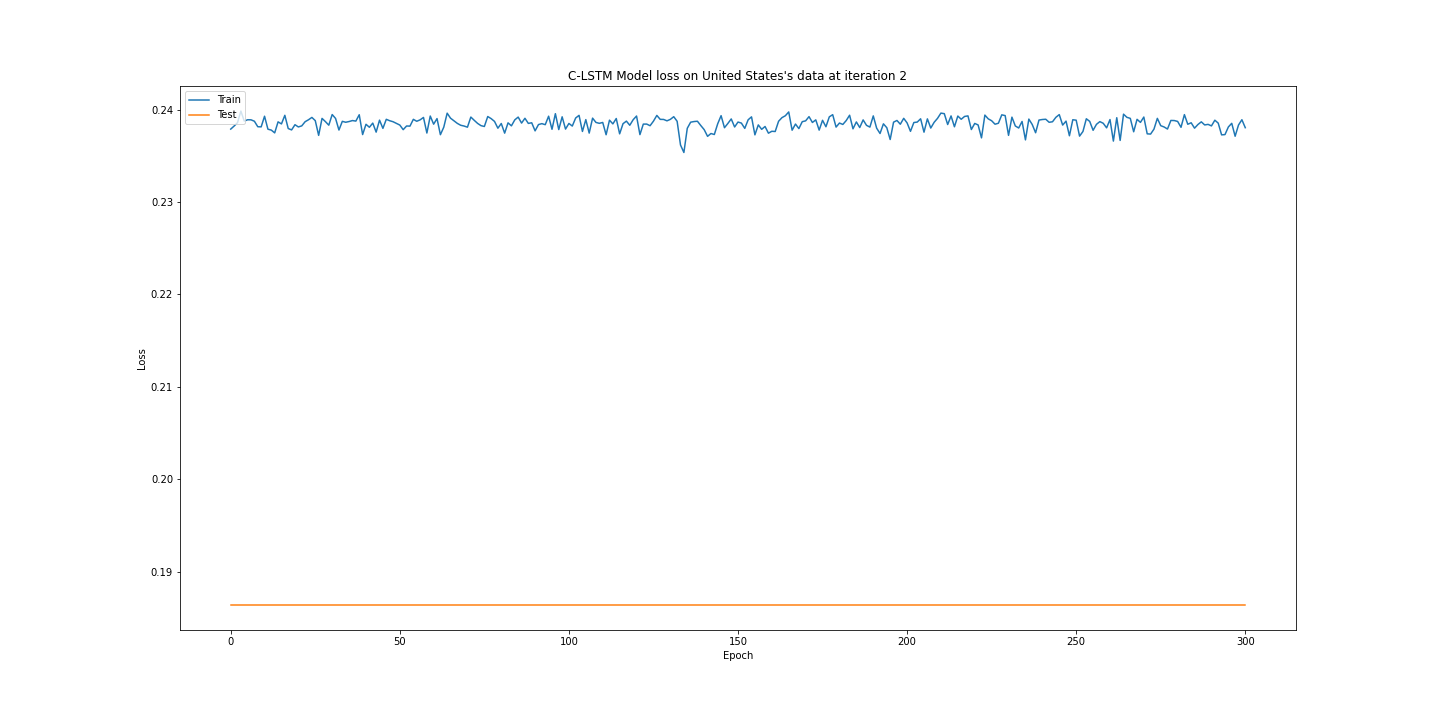 C-LSTM Model loss on United States's data at iteration 2
Train
Test
0.24
0.23
0.22
0.21
0.20
0.19
Loss
0 50 100 150 200 250 300
Epoch